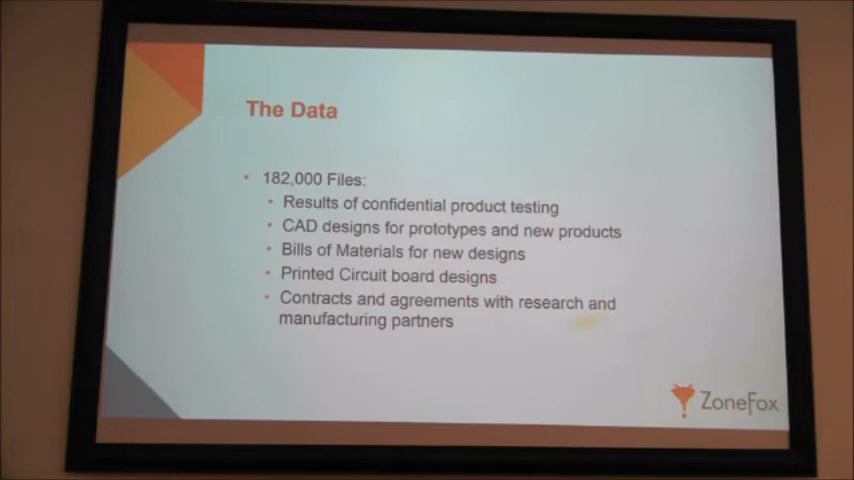 The Data
• 182,000 Files:
• Results of confidential product testing
• CAD designs for prototypes and new products
• Bills of Materials for new designs
• Printed Circuit board designs
• Contracts and agreements with research and
manufacturing partners
ZoneFox